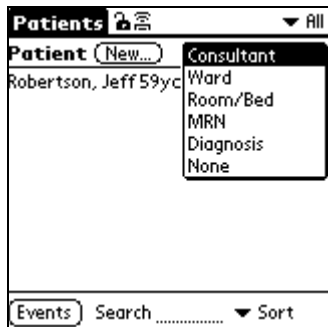 Patients ▼ All
Patient (New...)
Consultant
Robertson, Jeff 59yc
Ward
Room/Bed
MRN
Diagnosis
None
Events Search ▼ Sort